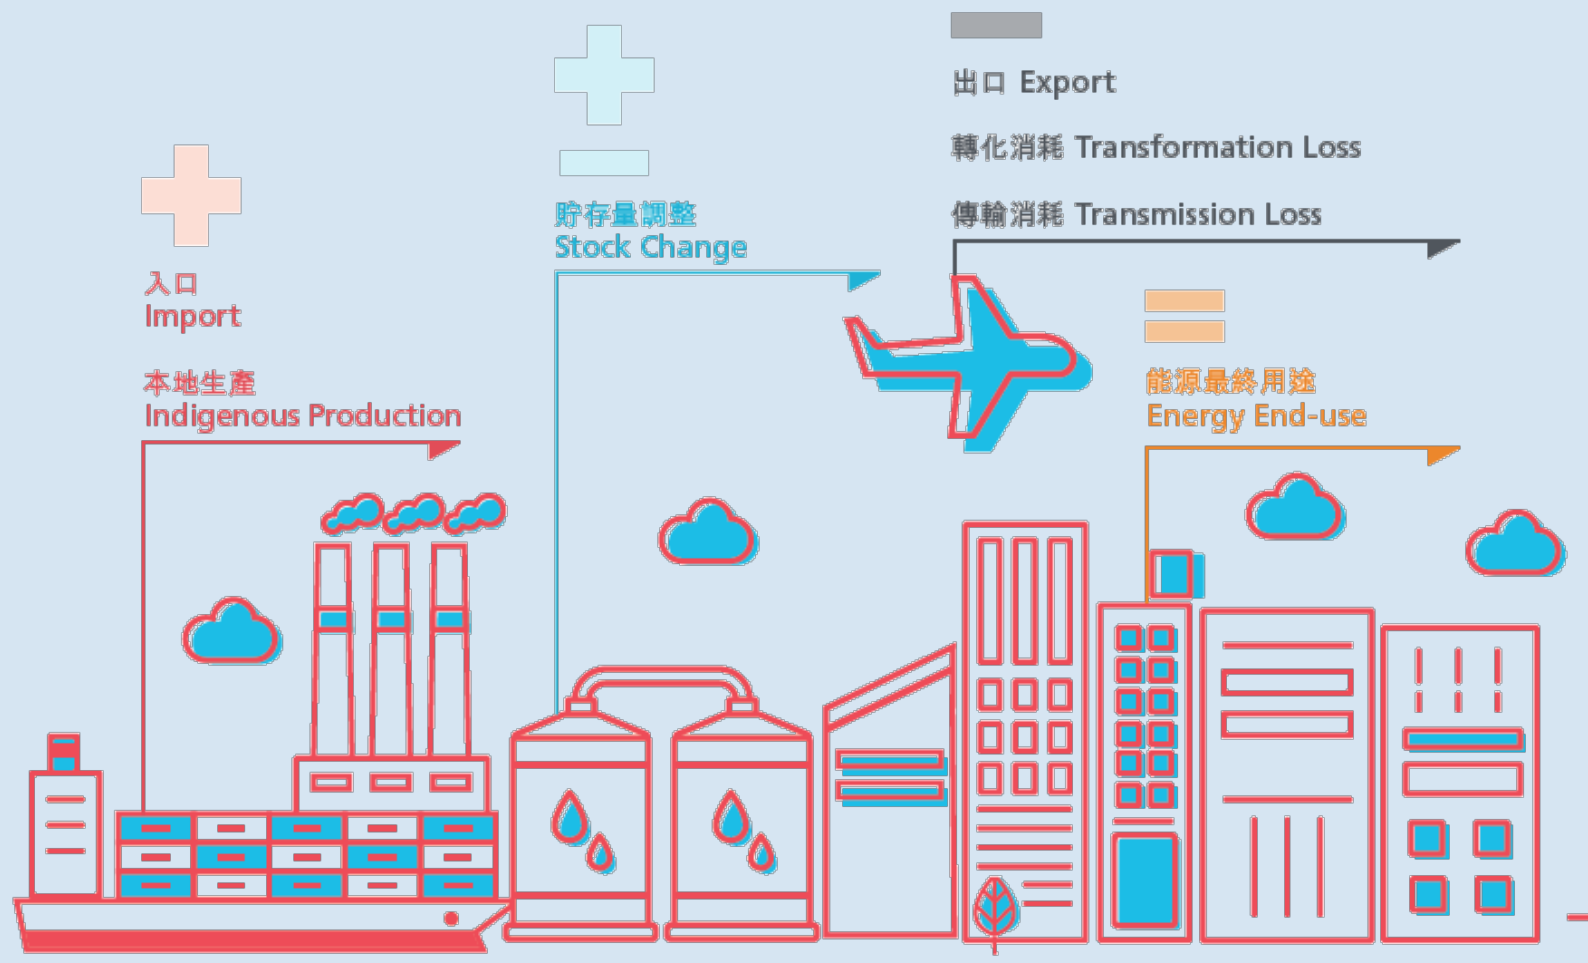 入口
Import
本地生產
Indigenous Production
貯存量調整
Stock Change
出口 Export
轉化消耗 Transformation Loss
傳輸消耗 Transmission Loss
能源最終用途
Energy End-use